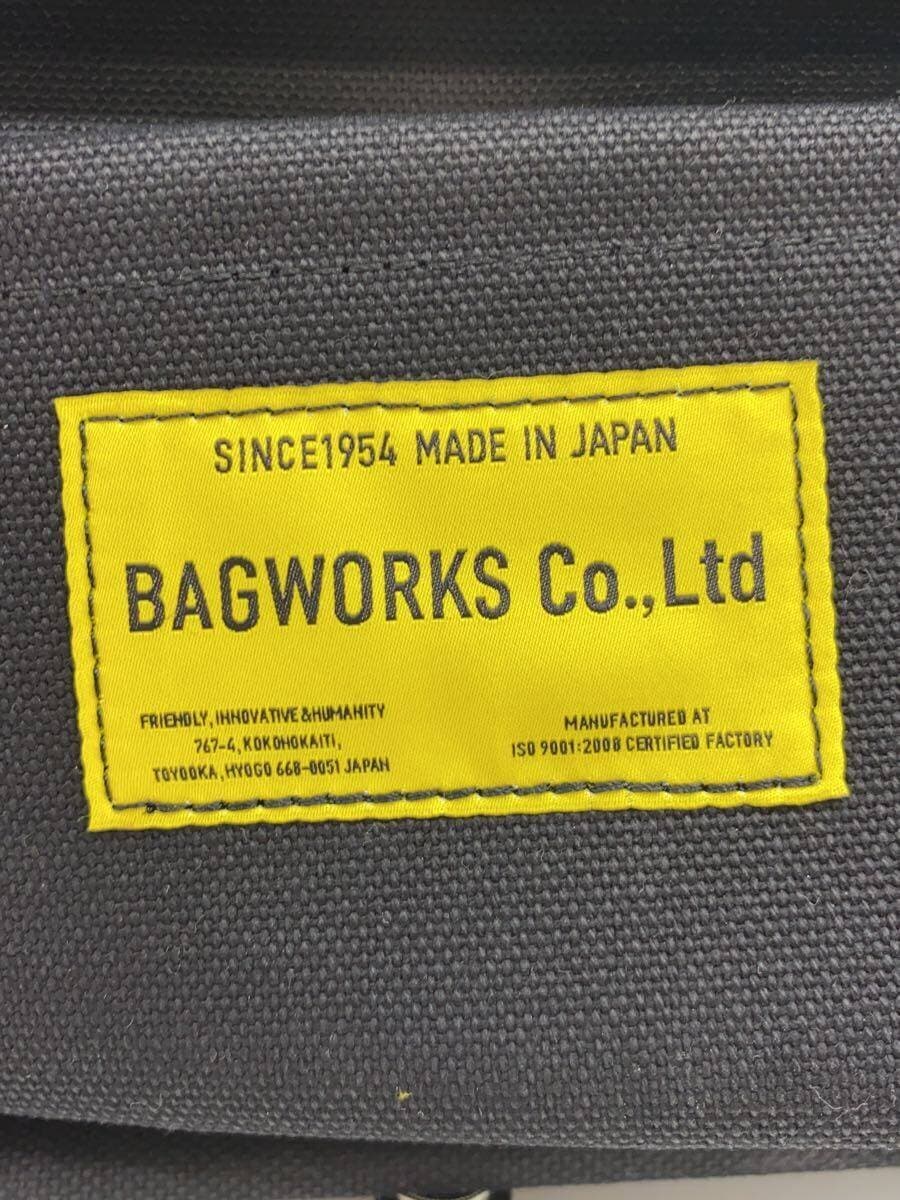 SINCE1954 MADE IN JAPAN
BAGWORKS Co.,Ltd
FRIENDLY, INNOVATIVE & HUMANITY
767-4, KOKONOKAITI,
TOYOOKA, HYOGO 668-0051 JAPAN
MANUFACTURED AT
ISO 9001:2008 CERTIFIED FACTORY